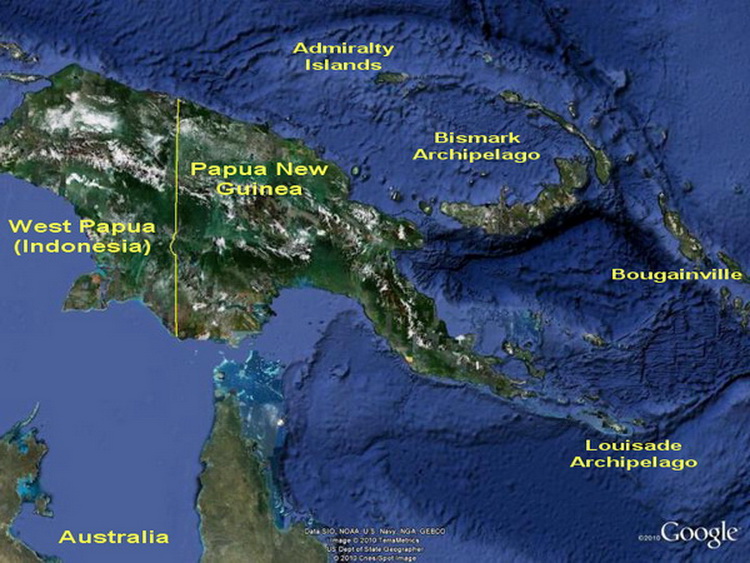 Admiralty
Islands
Bismark
Archipelago
Papua New
Guinea
West Papua
(Indonesia)
Bougainville
Louisade
Archipelago
Australia
Data SIO, NOAA, U.S. Navy, NGA, GEBCO
Image © 2010 TerraMetrics
US Dept of State Geographer
© 2010 Cnes/Spot Image
©2010 Google